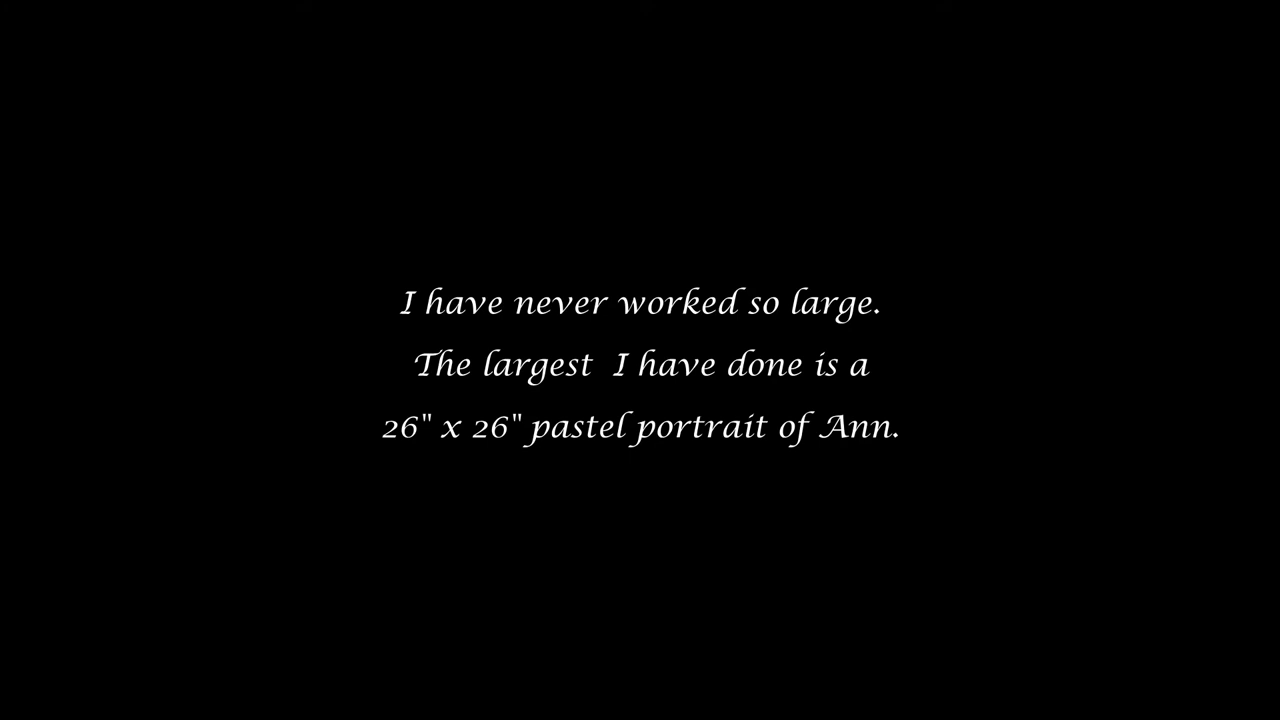 I have never worked so large.
The largest  I have done is a
26" x 26" pastel portrait of Ann.